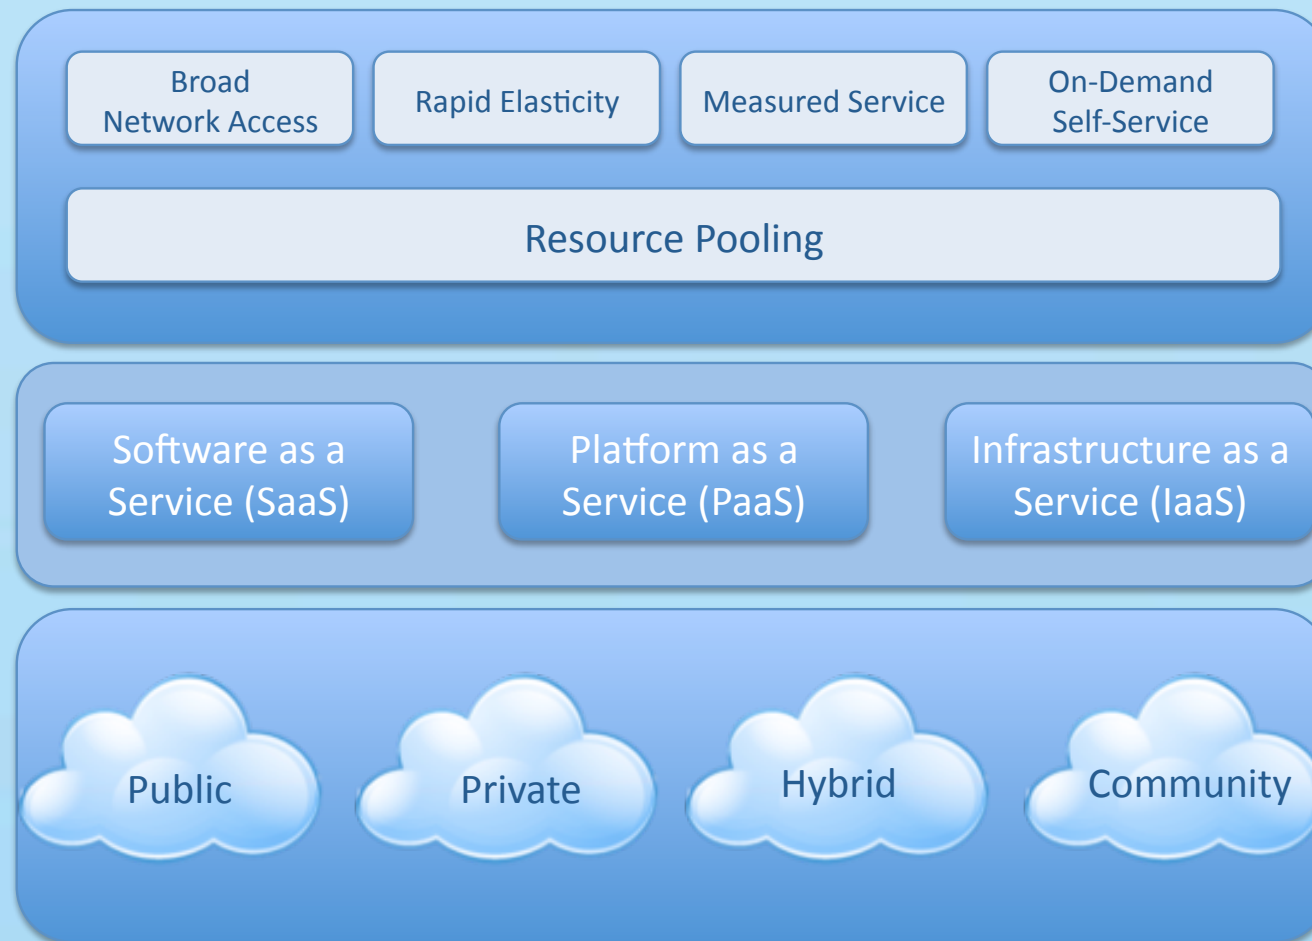 Broad
Network Access
Rapid Elasticity
Measured Service
On-Demand
Self-Service
Resource Pooling
Software as a
Service (SaaS)
Platform as a
Service (PaaS)
Infrastructure as a
Service (IaaS)
Public
Private
Hybrid
Community